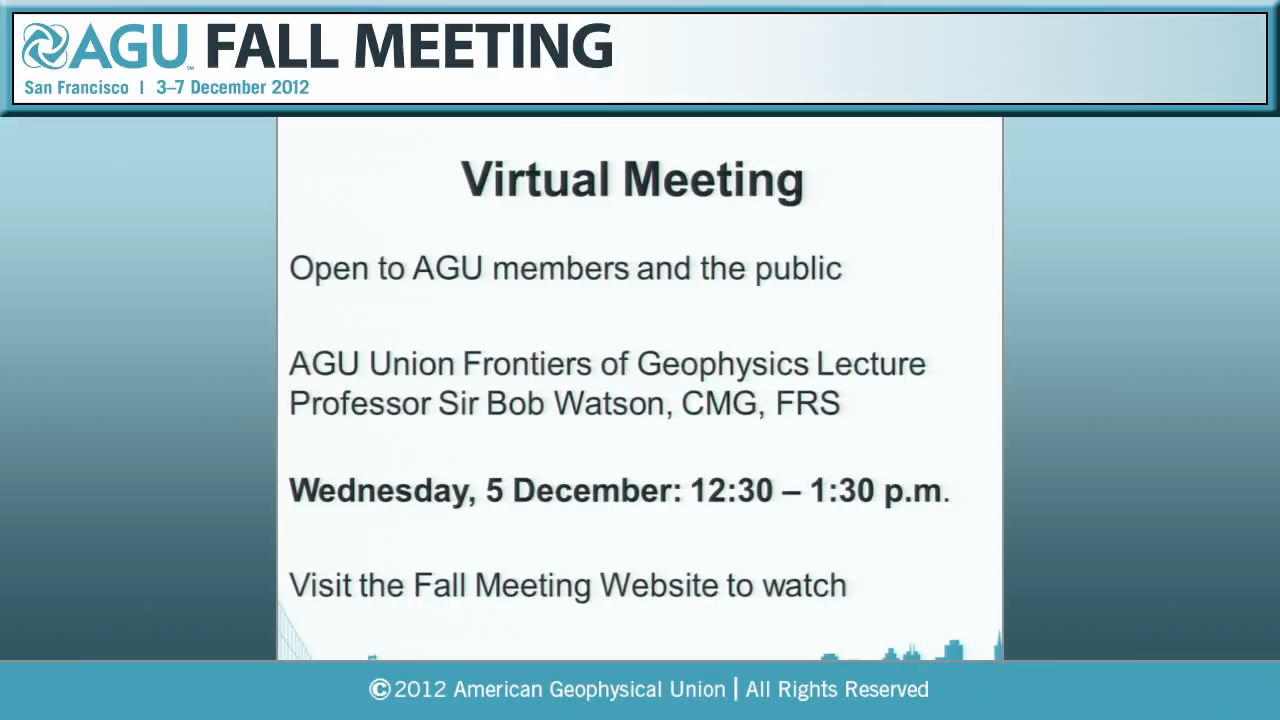 AGU™ FALL MEETING
San Francisco | 3–7 December 2012
Virtual Meeting
Open to AGU members and the public
AGU Union Frontiers of Geophysics Lecture
Professor Sir Bob Watson, CMG, FRS
Wednesday, 5 December: 12:30 – 1:30 p.m.
Visit the Fall Meeting Website to watch
©2012 American Geophysical Union | All Rights Reserved